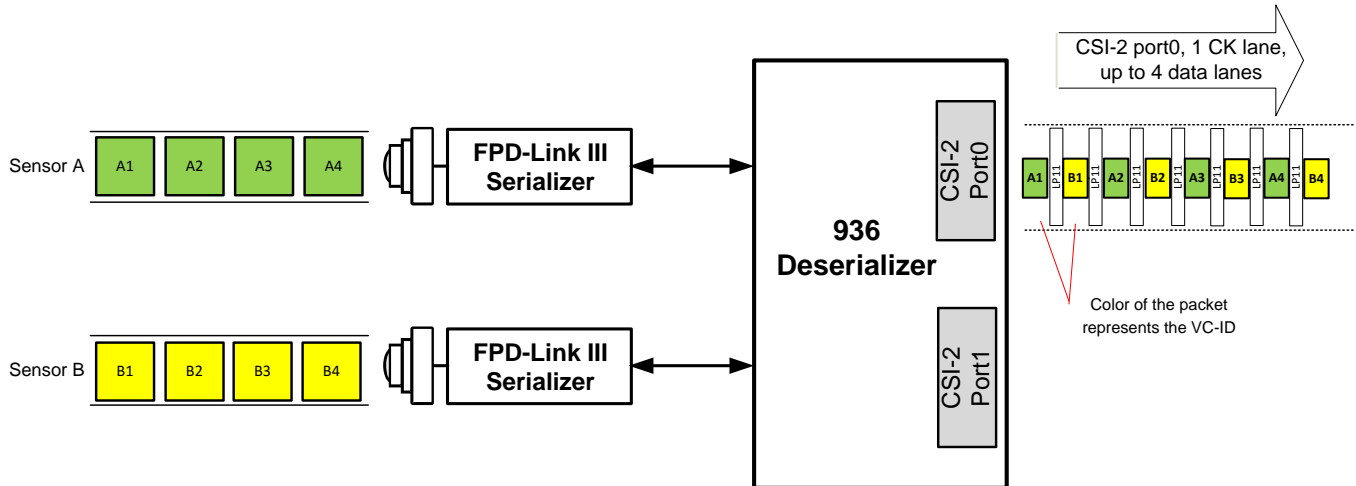 CSI-2 port0, 1 CK lane,
up to 4 data lanes
Sensor A
A1 A2 A3 A4
FPD-Link III
Serializer
936
Deserializer
CSI-2
Port0
A1 LP11 B1 LP11 A2 LP11 B2 LP11 A3 LP11 B3 LP11 A4 LP11 B4
Color of the packet
represents the VC-ID
Sensor B
B1 B2 B3 B4
FPD-Link III
Serializer
CSI-2
Port1